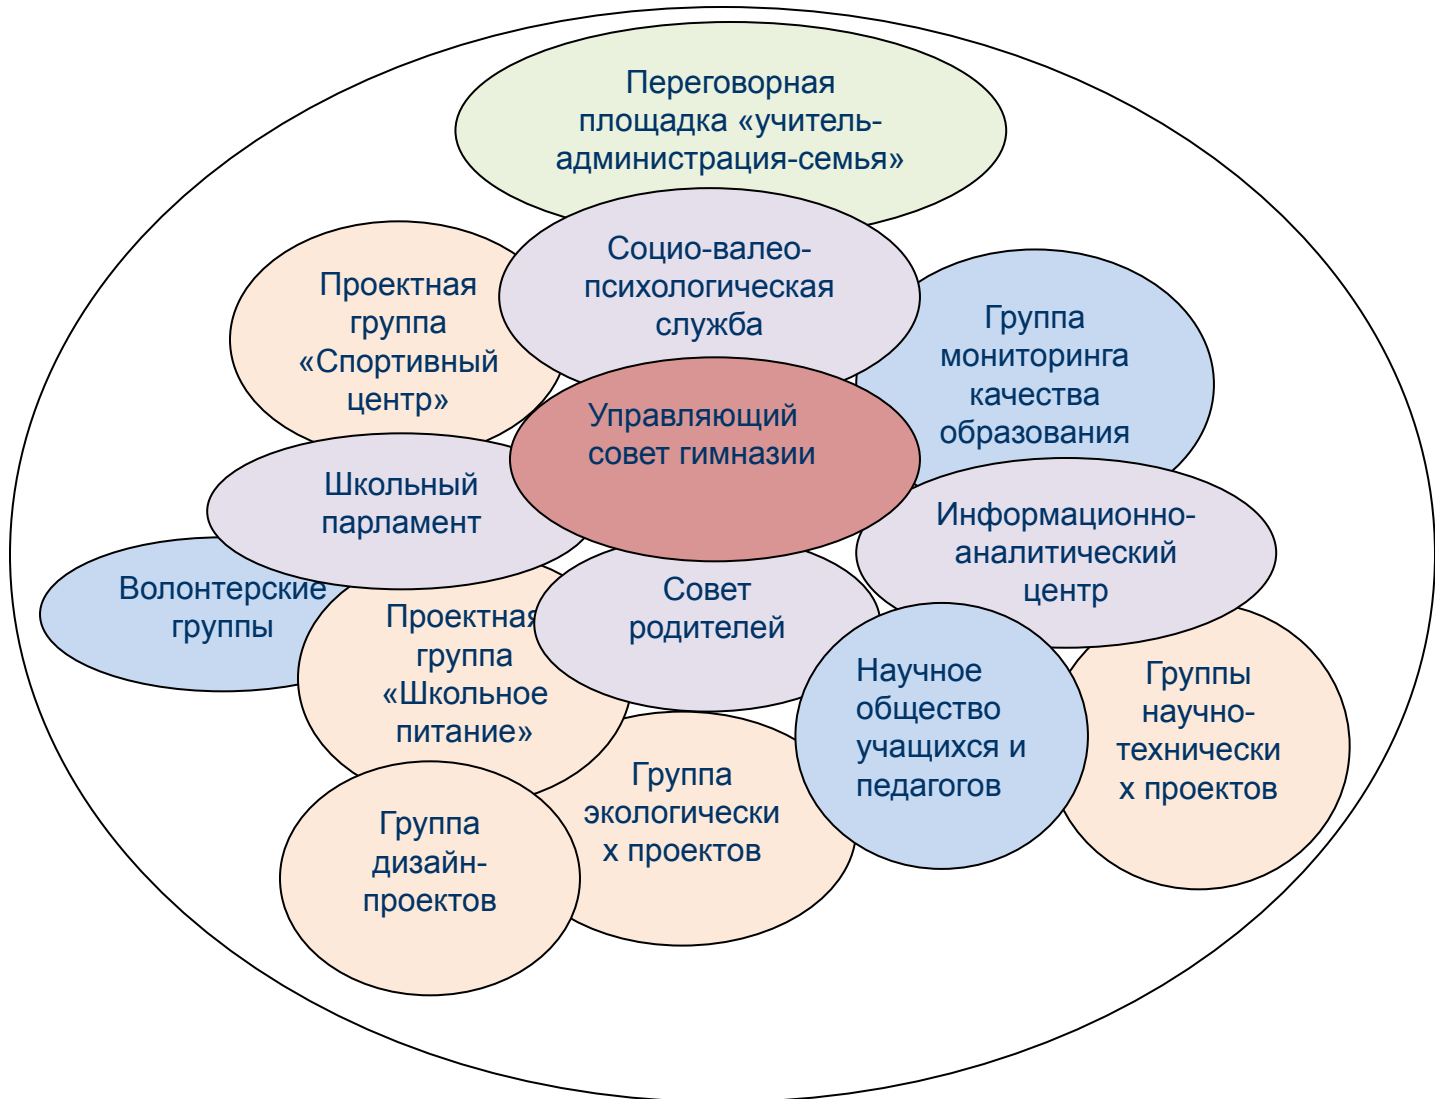 Переговорная
площадка «учитель-
администрация-семья»
Социо-валео-
психологическая
служба
Проектная
группа
«Спортивный
центр»
Группа
мониторинга
качества
образования
Управляющий
совет гимназии
Школьный
парламент
Информационно-
аналитический
центр
Волонтерские
группы
Проектная
группа
«Школьное
питание»
Совет
родителей
Научное
общество
учащихся и
педагогов
Группы
научно-
технически
х проектов
Группа
экологически
х проектов
Группа
дизайн-
проектов